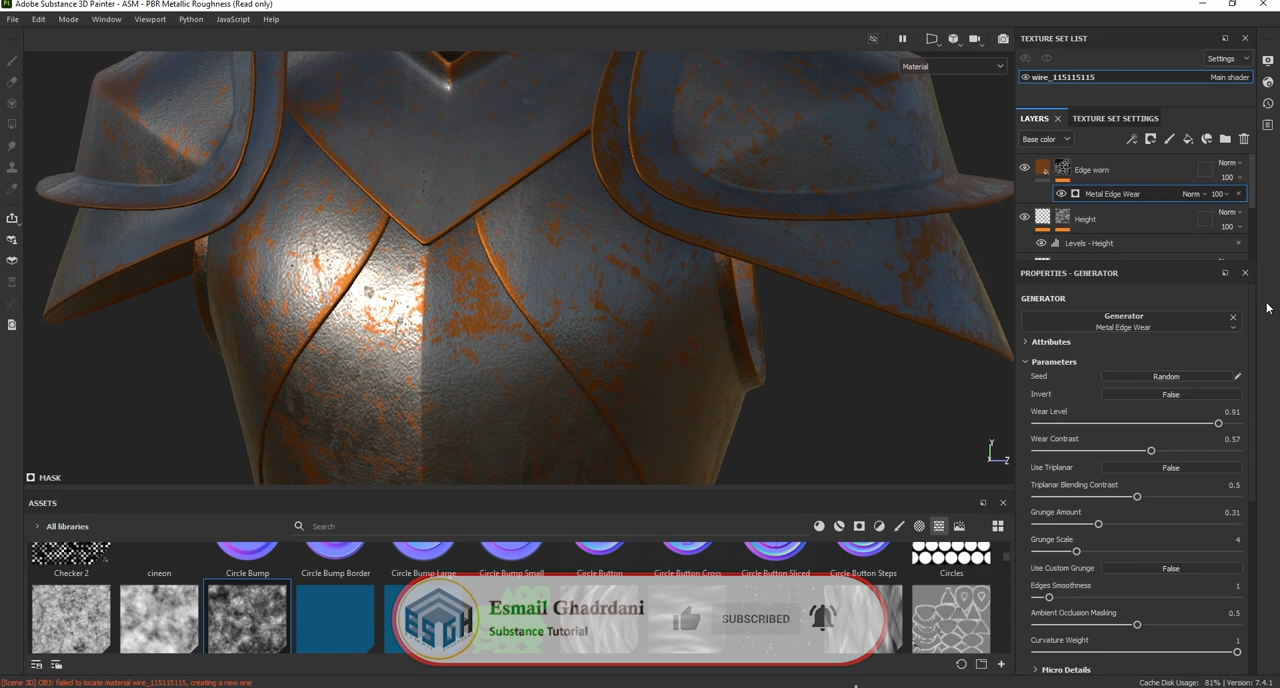 Adobe Substance 3D Painter - ASM - PBR Metallic Roughness (Read only)
File Edit Mode Window Viewport Python JavaScript Help
Material
TEXTURE SET LIST
Settings
wire_115115115 Main shader
LAYERS TEXTURE SET SETTINGS
Base color
Edge worn Norm
100
Metal Edge Wear Norm 100
Height Norm
100
Levels - Height
PROPERTIES - GENERATOR
GENERATOR
Generator
Metal Edge Wear
Attributes
Parameters
Seed Random
Invert False
Wear Level 0.91
Wear Contrast 0.57
Use Triplanar False
Triplanar Blending Contrast 0.5
Grunge Amount 0.31
Grunge Scale 4
Use Custom Grunge False
Edges Smoothness 1
Ambient Occlusion Masking 0.5
Curvature Weight 1
Micro Details
Y
Z
MASK
ASSETS
All libraries Search
Checker 2 cineon Circle Bump Circle Bump Border Circle Bump Large Circle Bump Small Circle Button Circle Button Cross Circle Button Sliced Circle Button Steps Circles
ESGH
Esmail Ghadrdani
Substance Tutorial
SUBSCRIBED
[Scene 3D] OBJ: failed to locate material wire_115115115, creating a new one
Cache Disk Usage: 81% | Version: 7.4.1